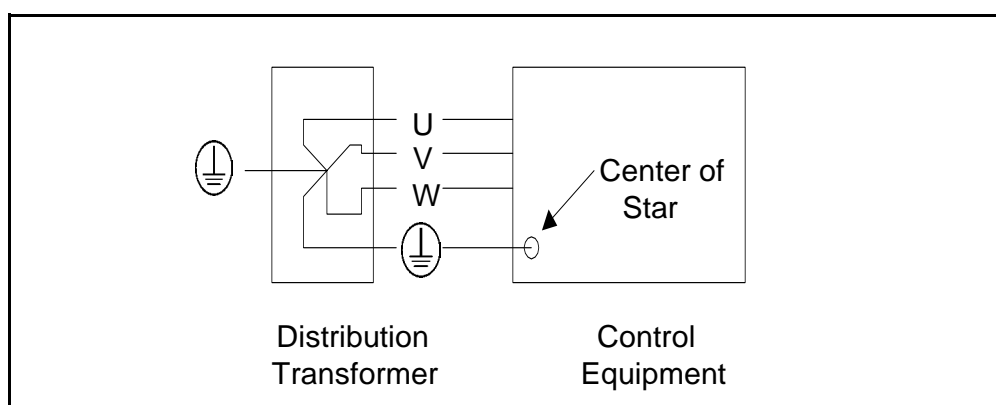 U
V
W
Center of
Star
Distribution
Transformer
Control
Equipment